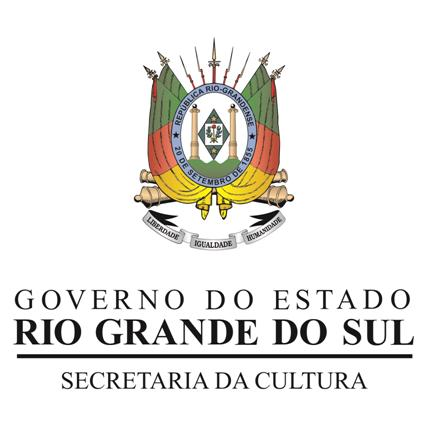 REPÚBLICA RIO-GRANDENSE
20 DE SETEMBRO DE 1835
LIBERDADE IGUALDADE HUMANIDADE
GOVERNO DO ESTADO
RIO GRANDE DO SUL
SECRETARIA DA CULTURA